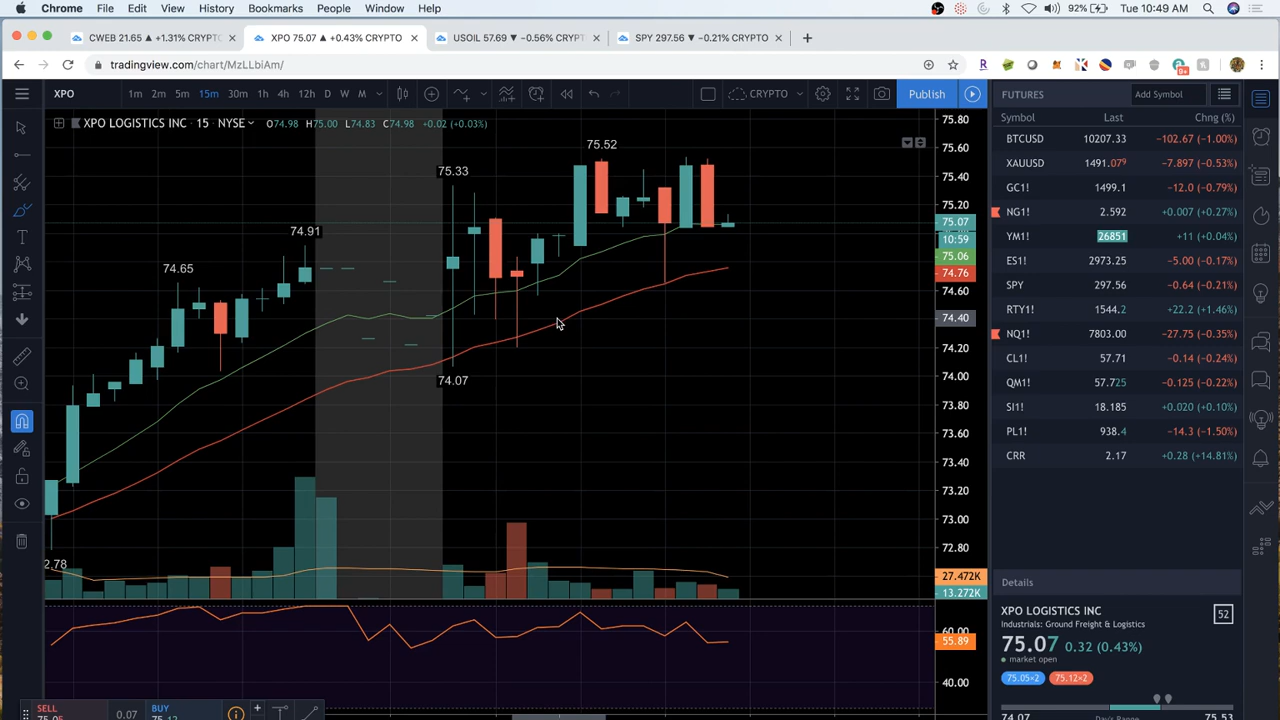 Chrome File Edit View History Bookmarks People Window Help 92% Tue 10:49 AM
CWEB 21.65 ▲ +1.31% CRYPTO × XPO 75.07 ▲ +0.43% CRYPTO × USOIL 57.69 ▼ −0.56% CRYPTO × SPY 297.56 ▼ −0.21% CRYPTO × +
tradingview.com/chart/MzLLbiAm/
XPO 1m 2m 5m 15m 30m 1h 4h 12h D W M CRYPTO Publish
XPO LOGISTICS INC · 15 · NYSE O74.98 H75.00 L74.83 C74.98 +0.02 (+0.03%)
75.52
75.33
74.91
74.65
74.07
2.78
75.80
75.60
75.40
75.20
75.07
10:59
75.06
74.76
74.60
74.40
74.20
74.00
73.80
73.60
73.40
73.20
73.00
72.80
27.472K
13.272K
60.00
55.89
40.00
SELL
75.05
0.07
BUY
75.12
FUTURES Add Symbol
Symbol Last Chng (%)
BTCUSD 10207.33 −102.67 (−1.00%)
XAUUSD 1491.079 −7.897 (−0.53%)
GC1! 1499.1 −12.0 (−0.79%)
NG1! 2.592 +0.007 (+0.27%)
YM1! 26851 +11 (+0.04%)
ES1! 2973.25 −5.00 (−0.17%)
SPY 297.56 −0.64 (−0.21%)
RTY1! 1541.7 +22.2 (+1.46%)
NQ1! 7803.00 −27.75 (−0.35%)
CL1! 57.71 −0.14 (−0.24%)
QM1! 57.725 −0.125 (−0.22%)
SI1! 18.185 +0.020 (+0.10%)
PL1! 938.4 −14.3 (−1.50%)
CRR 2.17 +0.28 (+14.81%)
Details
XPO LOGISTICS INC 52
Industrials: Ground Freight & Logistics
75.07 0.32 (0.43%)
market open
75.05×2 75.12×2
74.07 Day's Range 75.53